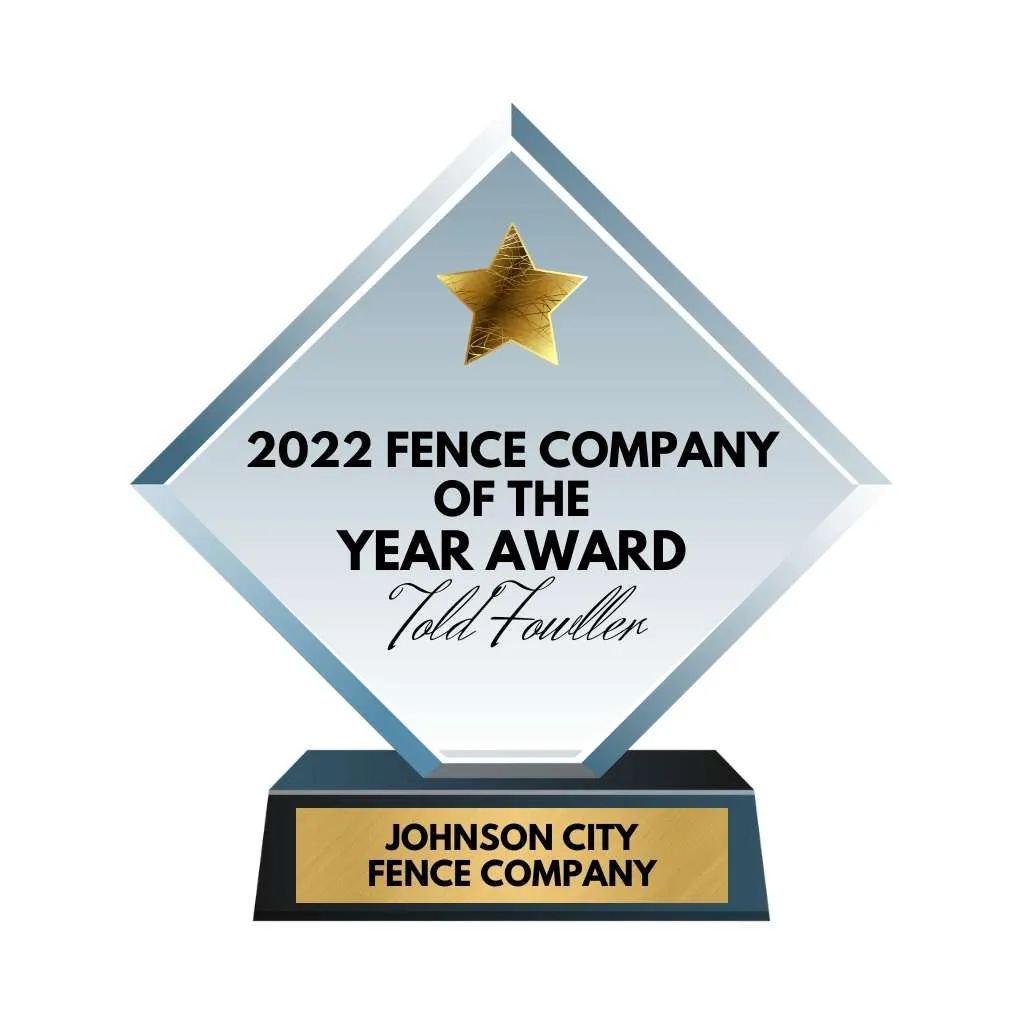 2022 FENCE COMPANY
OF THE
YEAR AWARD
Told Fowller
JOHNSON CITY
FENCE COMPANY